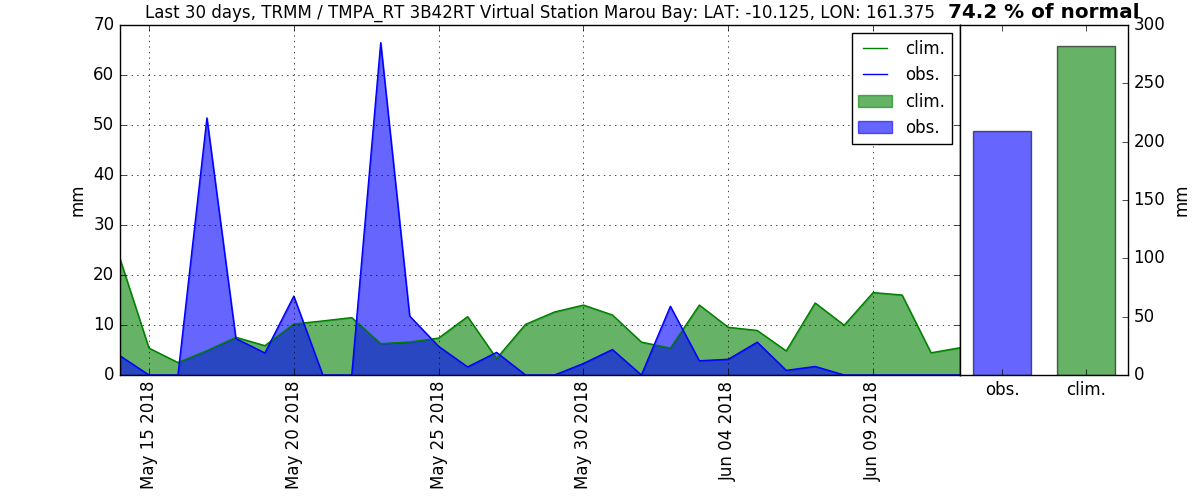 Last 30 days, TRMM / TMPA_RT 3B42RT Virtual Station Marou Bay: LAT: -10.125, LON: 161.375
74.2 % of normal
70
60
50
40
30
20
10
0
mm
clim.
obs.
clim.
obs.
May 15 2018
May 20 2018
May 25 2018
May 30 2018
Jun 04 2018
Jun 09 2018
300
250
200
150
100
50
0
mm
obs.
clim.